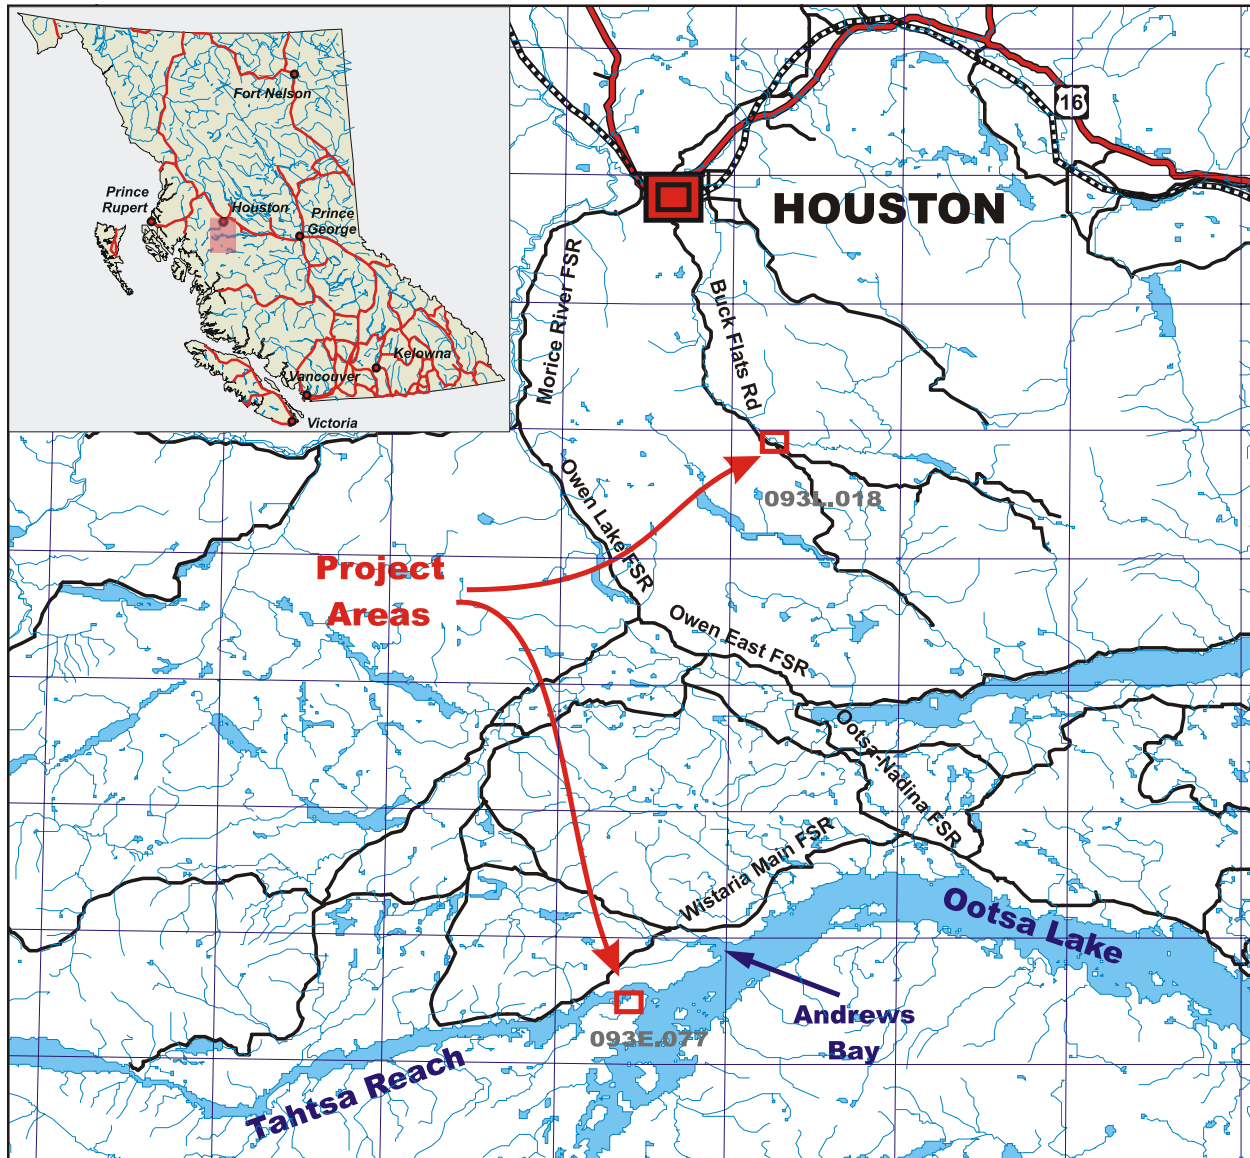 Fort Nelson
Prince
Rupert
Houston
Prince
George
Kelowna
Vancouver
Victoria
16
HOUSTON
Morice River FSR
Buck Flats Rd
093L.018
Owen Lake FSR
Project
Areas
Owen East FSR
Ootsa-Nadina FSR
Wistaria Main FSR
Ootsa Lake
Andrews
Bay
093E.077
Tahtsa Reach